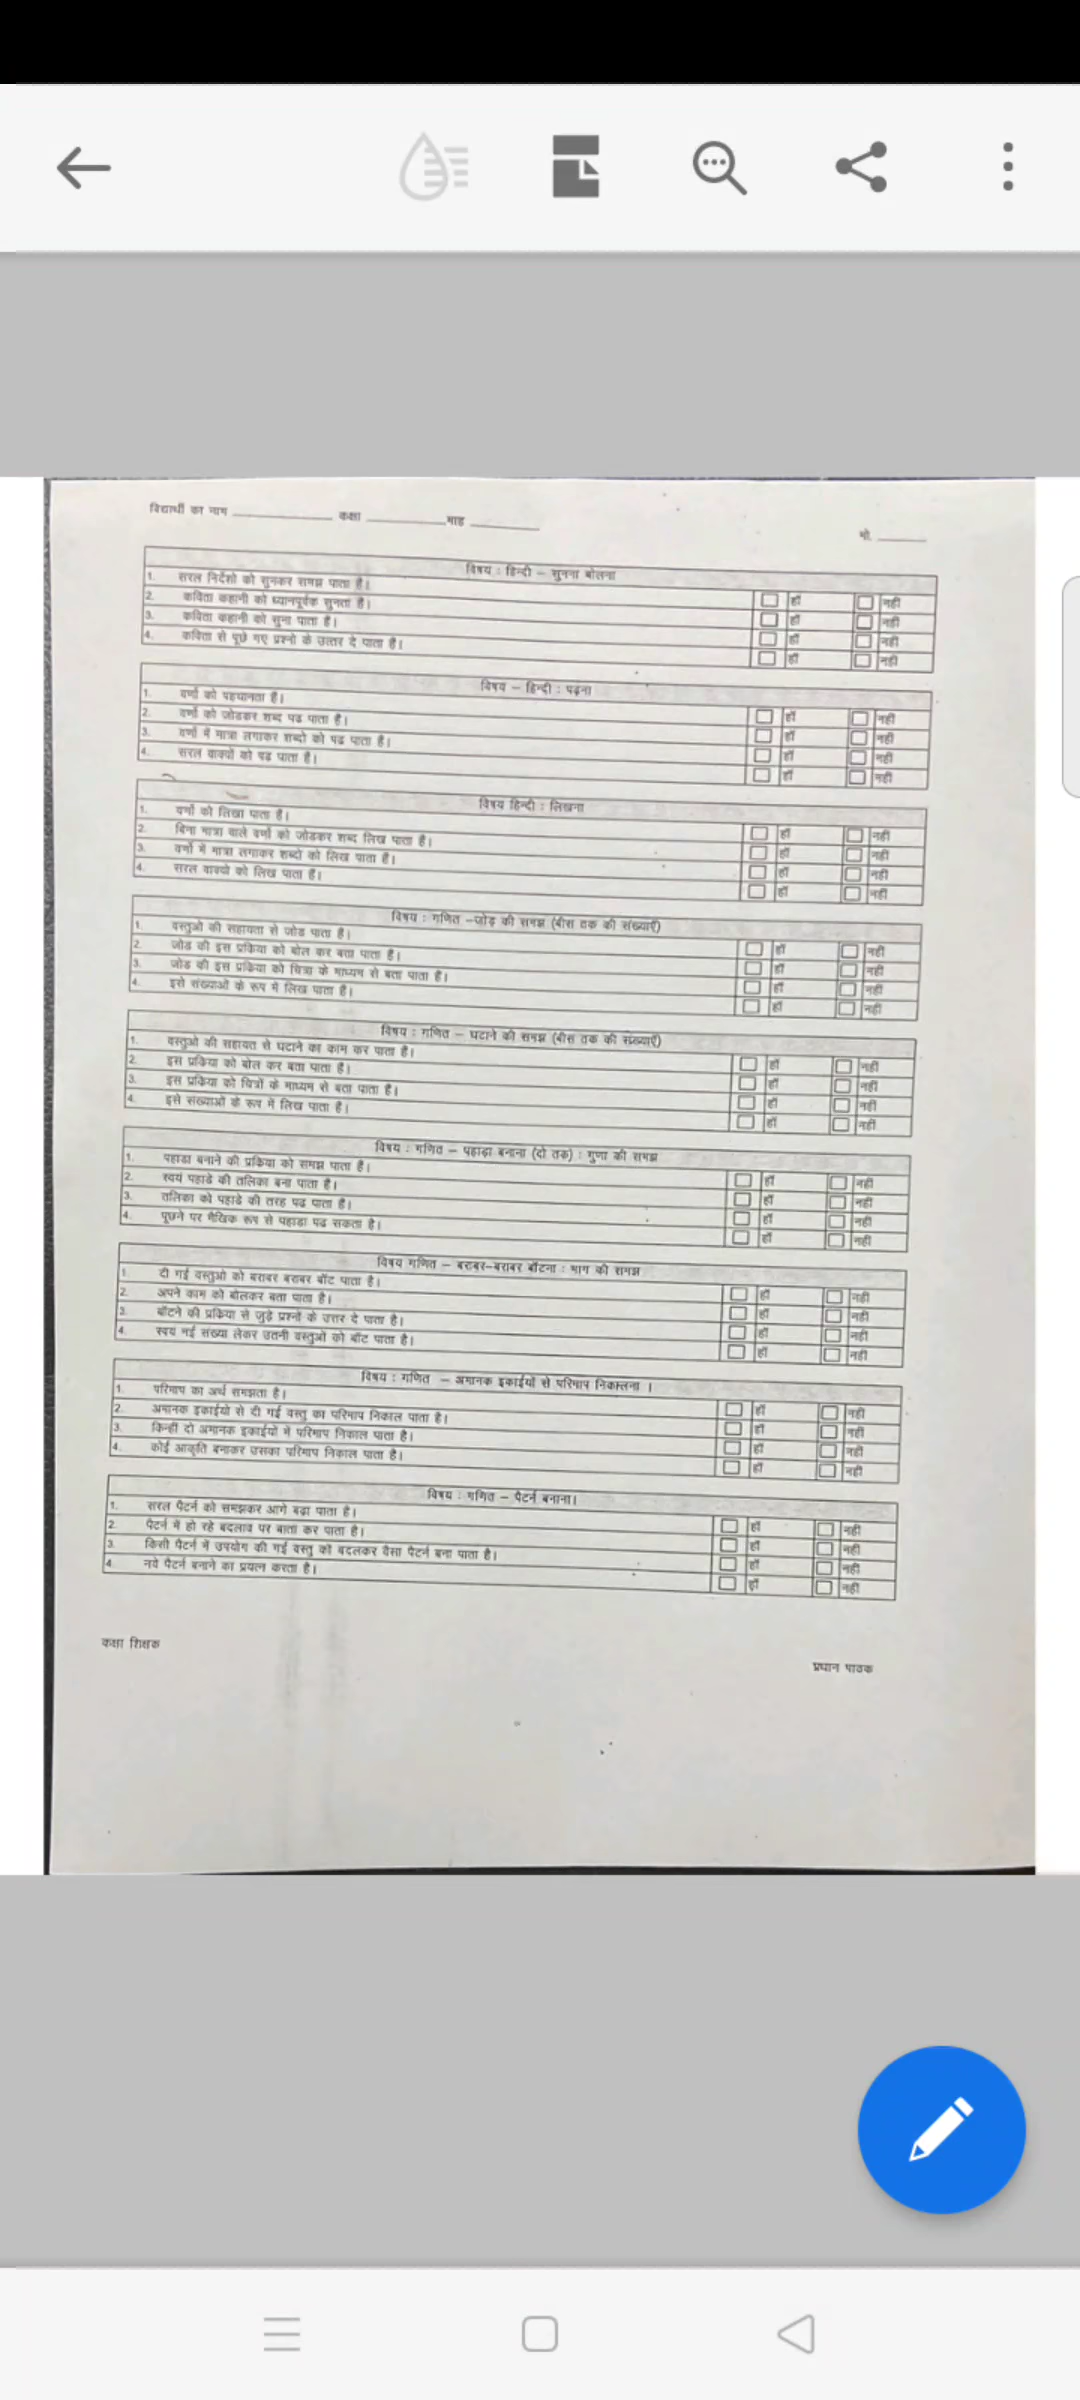 विद्यार्थी का नाम ____________ कक्षा __________ माह _________ मो. ______
विषय : हिन्दी – सुनना बोलना
1. सरल निर्देशो को सुनकर समझ पाता है। हाँ नही
2. कविता कहानी को ध्यानपूर्वक सुनता है। हाँ नही
3. कविता कहानी को सुना पाता है। हाँ नही
4. कविता से पूछे गए प्रश्नो के उत्तर दे पाता है। हाँ नही
विषय – हिन्दी : पढ़ना
1. वर्णो को पहचानता है। हाँ नही
2. वर्णो को जोडकर शब्द पढ पाता है। हाँ नही
3. वर्णो में मात्रा लगाकर शब्दो को पढ पाता है। हाँ नही
4. सरल वाक्यों को पड़ पाता है। हाँ नही
विषय हिन्दी : लिखना
1. वर्णो को लिखा पाता है। हाँ नही
2. बिना मात्रा वाले वर्णो को जोडकर शब्द लिख पाता है। हाँ नही
3. वर्णो में मात्रा लगाकर शब्दो को लिख पाता है। हाँ नही
4. सरल वाक्यो को लिख पाता है। हाँ नही
विषय : गणित –जोड़ की समझ (बीस तक की संख्याएँ)
1. वस्तुओ की सहायता से जोड पाता है। हाँ नही
2. जोड की इस प्रकिया को बोल कर बता पाता है। हाँ नही
3. जोड की इस प्रकिया को चित्रा के माध्यम से बता पाता है। हाँ नही
4. इसे संख्याओं के रूप मे लिख पाता है। हाँ नही
विषय : गणित – घटाने की समझ (बीस तक की संख्याएँ)
1. वस्तुओ की सहायत से घटाने का काम कर पाता है। हाँ नही
2. इस प्रकिया को बोल कर बता पाता है। हाँ नही
3. इस प्रकिया को चित्रों के माध्यम से बता पाता है। हाँ नही
4. इसे संख्याओं के रूप में लिख पाता है। हाँ नही
विषय : गणित – पहाढ़ा बनाना (दो तक) : गुणा की समझ
1. पहाडा बनाने की प्रकिया को समझ पाता है। हाँ नही
2. स्वयं पहाडे की तलिका बना पाता है। हाँ नही
3. तलिका को पहाडे की तरह पढ पाता है। हाँ नही
4. पूछने पर मैखिक रूप से पहाडा पढ सकता है। हाँ नही
विषय गणित – बराबर–बराबर बाँटना : भाग की समझ
1. दी गई वस्तुओ को बराबर बराबर बाँट पाता है। हाँ नही
2. अपने काम को बोलकर बता पाता है। हाँ नही
3. बाँटने की प्रकिया से जुड़े प्रश्नों के उत्तर दे पाता है। हाँ नही
4. स्वय नई संख्या लेकर उतनी वस्तुओ को बाँट पाता है। हाँ नही
विषय : गणित – अमानक इकाईयों से परिमाप निकालना ।
1. परिमाप का अर्थ समझता है। हाँ नही
2. अमानक इकाईयो से दी गई वस्तु का परिमाप निकाल पाता है। हाँ नही
3. किन्ही दो अमानक इकाईयों में परिमाप निकाल पाता है। हाँ नही
4. कोई आकृति बनाकर उसका परिमाप निकाल पाता है। हाँ नही
विषय : गणित – पैटर्न बनाना।
1. सरल पैटर्न को समझकर आगे बढ़ा पाता है। हाँ नही
2. पैटर्न में हो रहे बदलाव पर बाता कर पाता है। हाँ नही
3. किसी पैटर्न में उपयोग की गई वस्तु को बदलकर वैसा पैटर्न बना पाता है। हाँ नही
4. नये पैटर्न बनाने का प्रयत्न करता है। हाँ नही
कक्षा शिक्षक
प्रधान पाठक